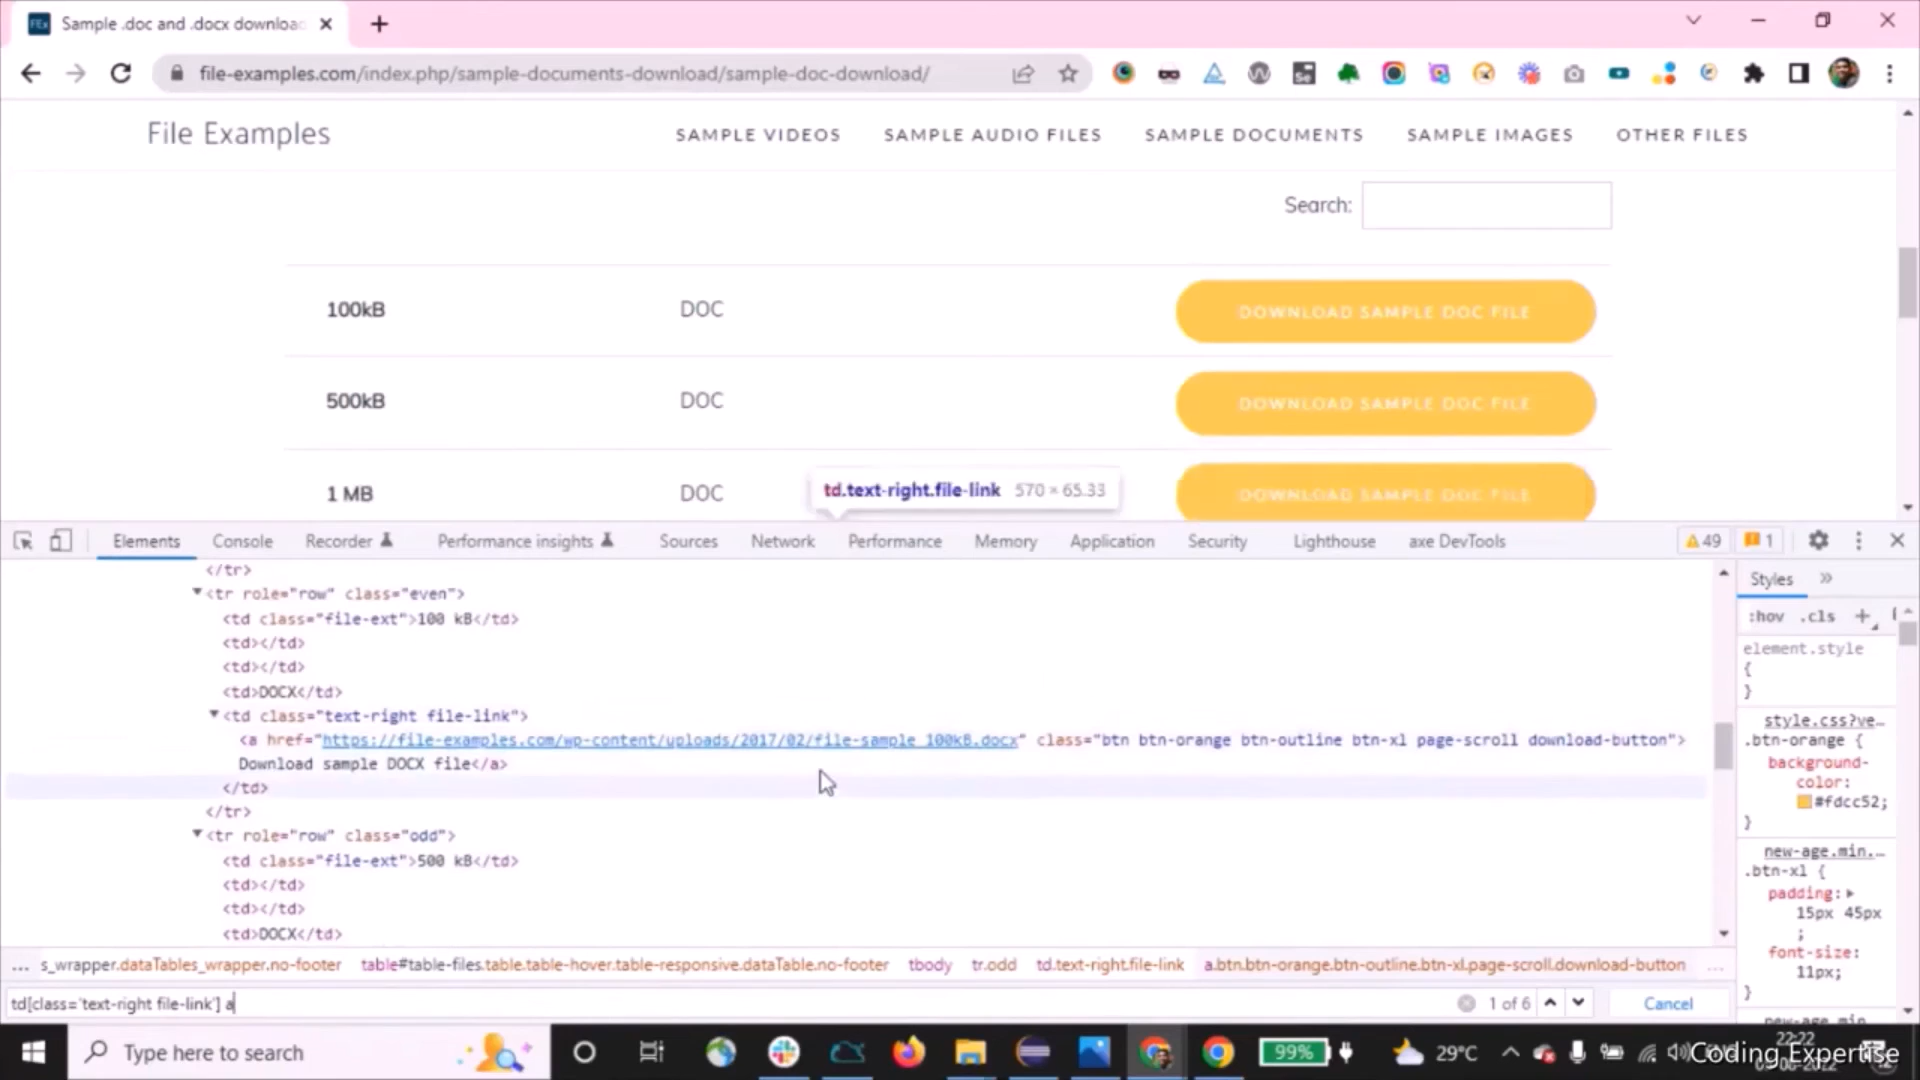 FEx Sample .doc and .docx download
file-examples.com/index.php/sample-documents-download/sample-doc-download/
File Examples
SAMPLE VIDEOS
SAMPLE AUDIO FILES
SAMPLE DOCUMENTS
SAMPLE IMAGES
OTHER FILES
Search:
100kB DOC DOWNLOAD SAMPLE DOC FILE
500kB DOC DOWNLOAD SAMPLE DOC FILE
1 MB DOC DOWNLOAD SAMPLE DOC FILE
td.text-right.file-link 570 × 65.33
Elements Console Recorder Performance insights Sources Network Performance Memory Application Security Lighthouse axe DevTools 49 1
</tr>
<tr role="row" class="even">
<td class="file-ext">100 kB</td>
<td></td>
<td></td>
<td>DOCX</td>
<td class="text-right file-link">
<a href="https://file-examples.com/wp-content/uploads/2017/02/file-sample_100kB.docx" class="btn btn-orange btn-outline btn-xl page-scroll download-button">
Download sample DOCX file</a>
</td>
</tr>
<tr role="row" class="odd">
<td class="file-ext">500 kB</td>
<td></td>
<td></td>
<td>DOCX</td>
Styles »
:hov .cls +
element.style
{
}
style.css?ve…
.btn-orange {
background-
color:
#fdcc52;
}
new-age.min.…
.btn-xl {
padding:
15px 45px
;
font-size:
11px;
}
new-age.min
... s_wrapper.dataTables_wrapper.no-footer table#table-files.table.table-hover.table-responsive.dataTable.no-footer tbody tr.odd td.text-right.file-link a.btn.btn-orange.btn-outline.btn-xl.page-scroll.download-button ...
td[class='text-right file-link'] a
1 of 6
Cancel
Type here to search
99%
29°C
22:22
Coding Expertise